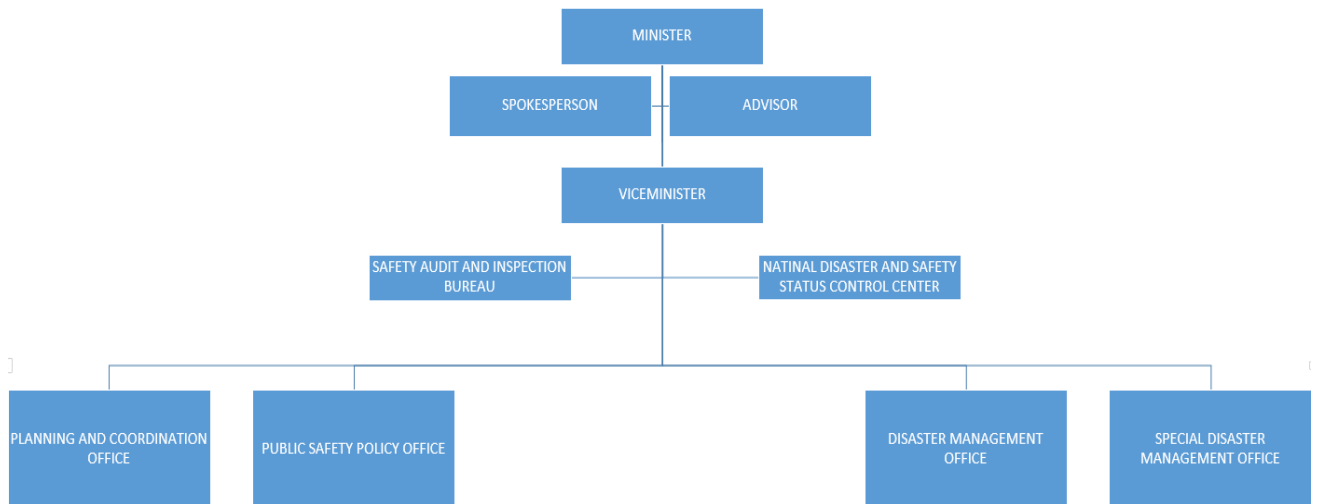 MINISTER
SPOKESPERSON
ADVISOR
VICEMINISTER
SAFETY AUDIT AND INSPECTION
BUREAU
NATINAL DISASTER AND SAFETY
STATUS CONTROL CENTER
PLANNING AND COORDINATION
OFFICE
PUBLIC SAFETY POLICY OFFICE
DISASTER MANAGEMENT
OFFICE
SPECIAL DISASTER
MANAGEMENT OFFICE